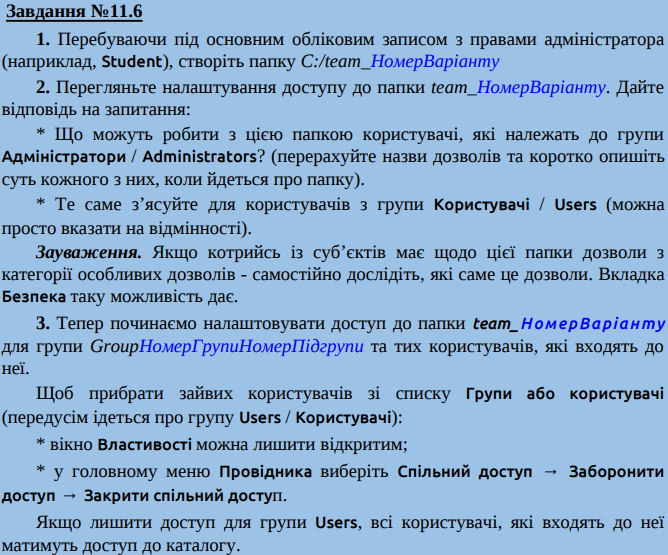 Завдання №11.6
1. Перебуваючи під основним обліковим записом з правами адміністратора
(наприклад, Student), створіть папку C:/team_НомерВаріанту
2. Перегляньте налаштування доступу до папки team_НомерВаріанту. Дайте
відповідь на запитання:
* Що можуть робити з цією папкою користувачі, які належать до групи
Адміністратори / Administrators? (перерахуйте назви дозволів та коротко опишіть
суть кожного з них, коли йдеться про папку).
* Те саме з’ясуйте для користувачів з групи Користувачі / Users (можна
просто вказати на відмінності).
Зауваження. Якщо котрийсь із суб’єктів має щодо цієї папки дозволи з
категорії особливих дозволів - самостійно дослідіть, які саме це дозволи. Вкладка
Безпека таку можливість дає.
3. Тепер починаємо налаштовувати доступ до папки team_НомерВаріанту
для групи GroupНомерГрупиНомерПідгрупи та тих користувачів, які входять до
неї.
Щоб прибрати зайвих користувачів зі списку Групи або користувачі
(передусім ідеться про групу Users / Користувачі):
* вікно Властивості можна лишити відкритим;
* у головному меню Провідника виберіть Спільний доступ → Заборонити
доступ → Закрити спільний доступ.
Якщо лишити доступ для групи Users, всі користувачі, які входять до неї
матимуть доступ до каталогу.